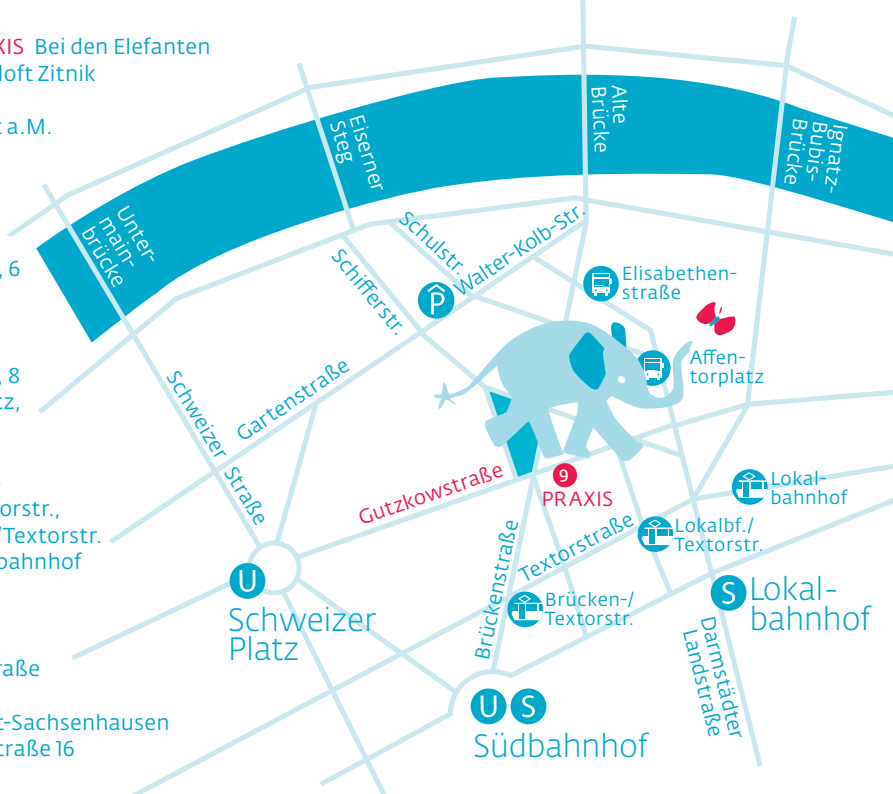 XIS Bei den Elefanten
loft Zitnik
t a.M.
, 6
, 8
tz,
orstr.,
/Textorstr.
bahnhof
raße
t-Sachsenhausen
traße 16
Unter-
main-
brücke
Eiserner
Steg
Alte
Brücke
Ignatz-
Bubis-
Brücke
Schulstr.
Walter-Kolb-Str.
Schifferstr.
P
Elisabethen-
straße
Affen-
torplatz
Gartenstraße
Schweizer Straße
Gutzkowstraße
9
PRAXIS
Lokal-
bahnhof
Lokalbf./
Textorstr.
Textorstraße
Brückenstraße
Brücken-/
Textorstr.
U
Schweizer
Platz
S
Lokal-
bahnhof
Darmstädter
Landstraße
U S
Südbahnhof